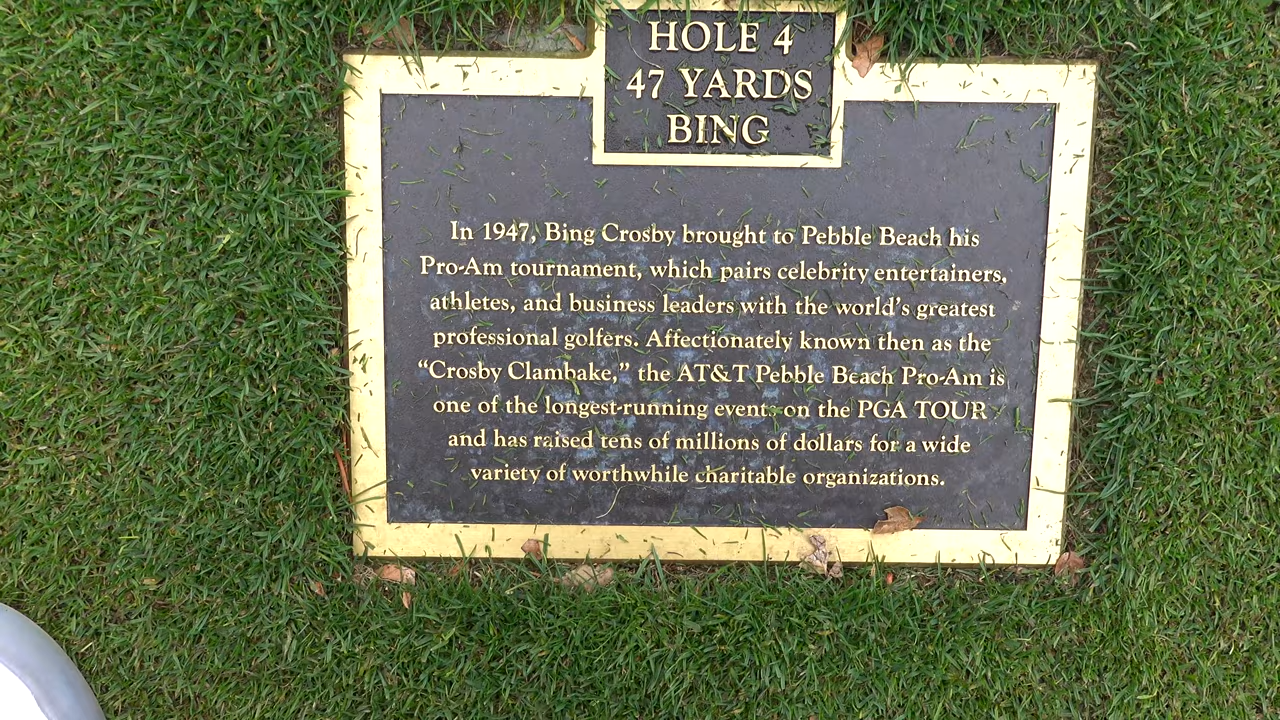 HOLE 4
47 YARDS
BING
In 1947, Bing Crosby brought to Pebble Beach his
Pro-Am tournament, which pairs celebrity entertainers,
athletes, and business leaders with the world's greatest
professional golfers. Affectionately known then as the
“Crosby Clambake,” the AT&T Pebble Beach Pro-Am is
one of the longest-running events on the PGA TOUR
and has raised tens of millions of dollars for a wide
variety of worthwhile charitable organizations.